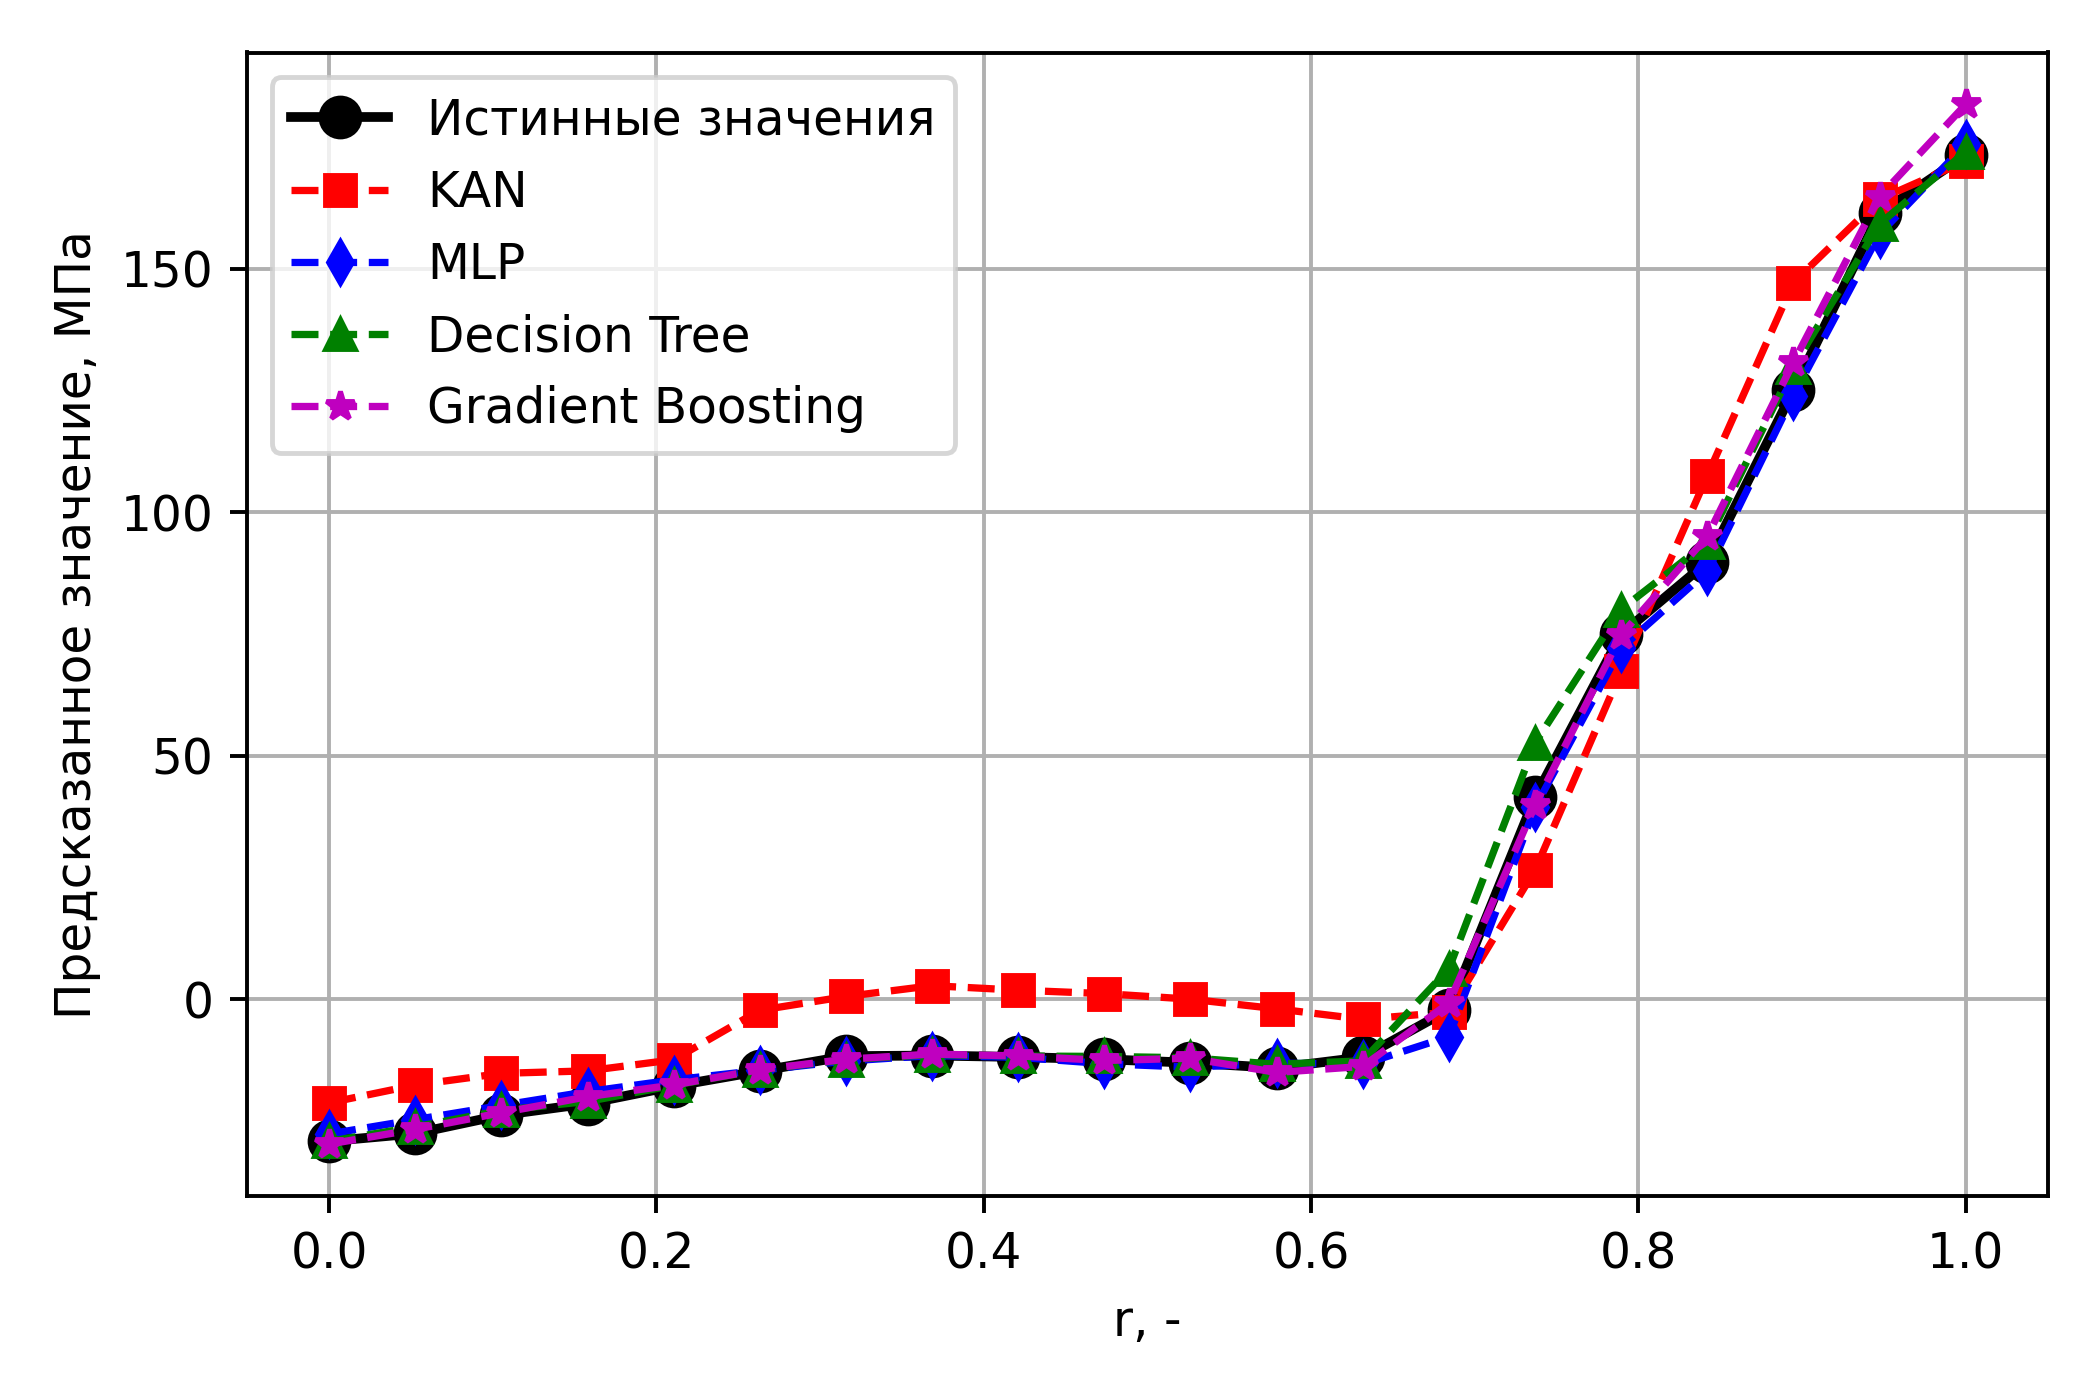 Истинные значения
KAN
MLP
Decision Tree
Gradient Boosting
Предсказанное значение, МПа
150
100
50
0
0.0 0.2 0.4 0.6 0.8 1.0
r, -